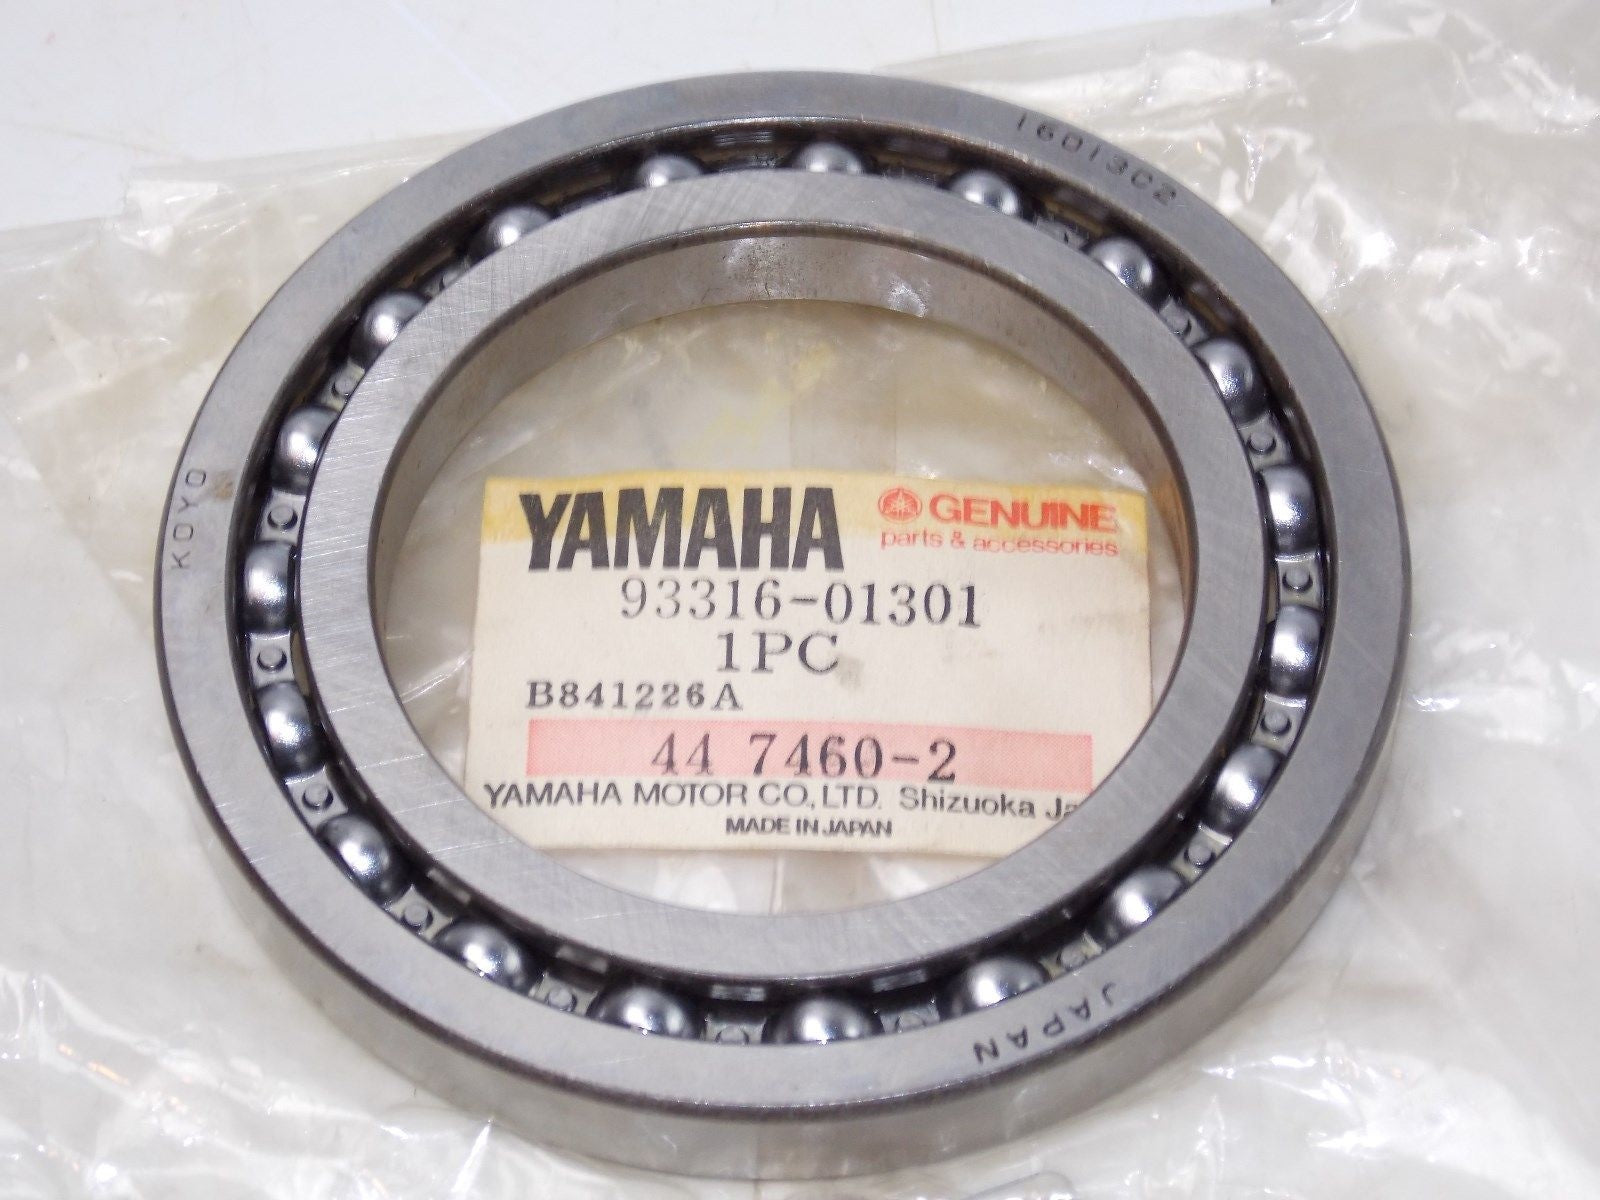 16013C2
KOYO
YAMAHA
GENUINE
parts & accessories
93316-01301
1PC
B841226A
44 7460-2
YAMAHA MOTOR CO., LTD. Shizuoka Ja
MADE IN JAPAN
JAPAN